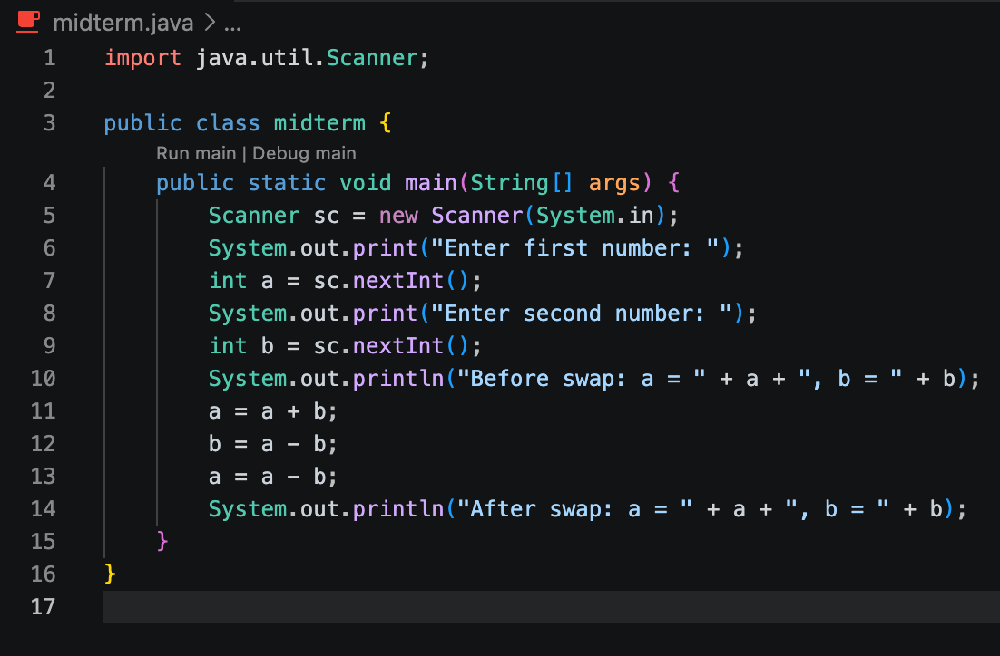 midterm.java > ...
1 import java.util.Scanner;
2
3 public class midterm {
Run main | Debug main
4 public static void main(String[] args) {
5 Scanner sc = new Scanner(System.in);
6 System.out.print("Enter first number: ");
7 int a = sc.nextInt();
8 System.out.print("Enter second number: ");
9 int b = sc.nextInt();
10 System.out.println("Before swap: a = " + a + ", b = " + b);
11 a = a + b;
12 b = a - b;
13 a = a - b;
14 System.out.println("After swap: a = " + a + ", b = " + b);
15 }
16 }
17